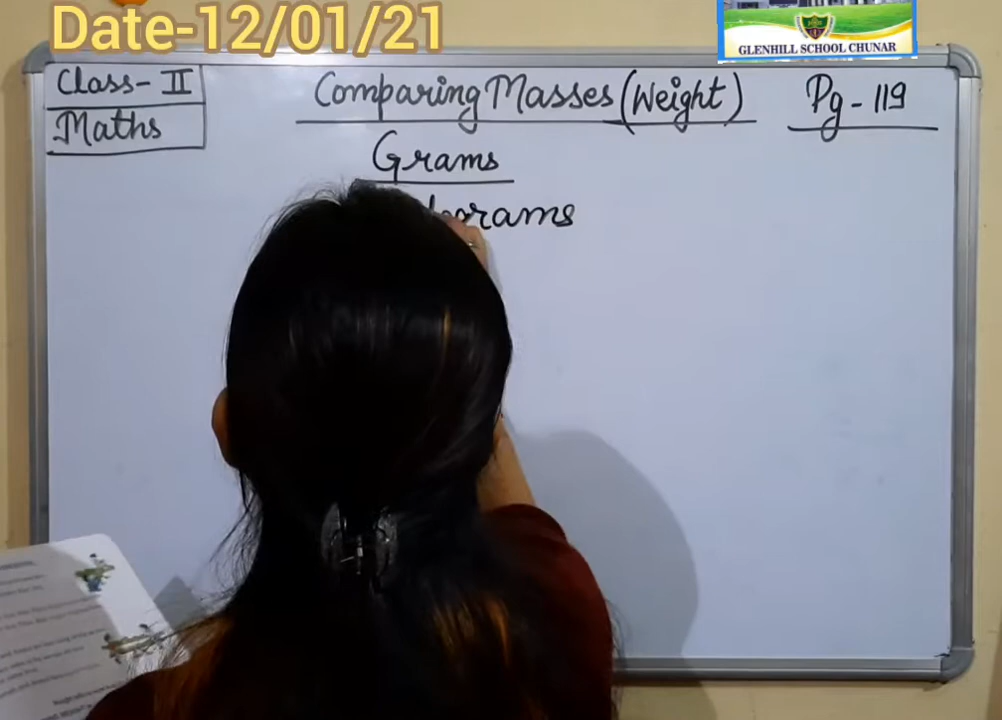 Date-12/01/21
GLENHILL SCHOOL CHUNAR
Class- II
Comparing Masses (Weight)
Pg - 119
Maths
Grams